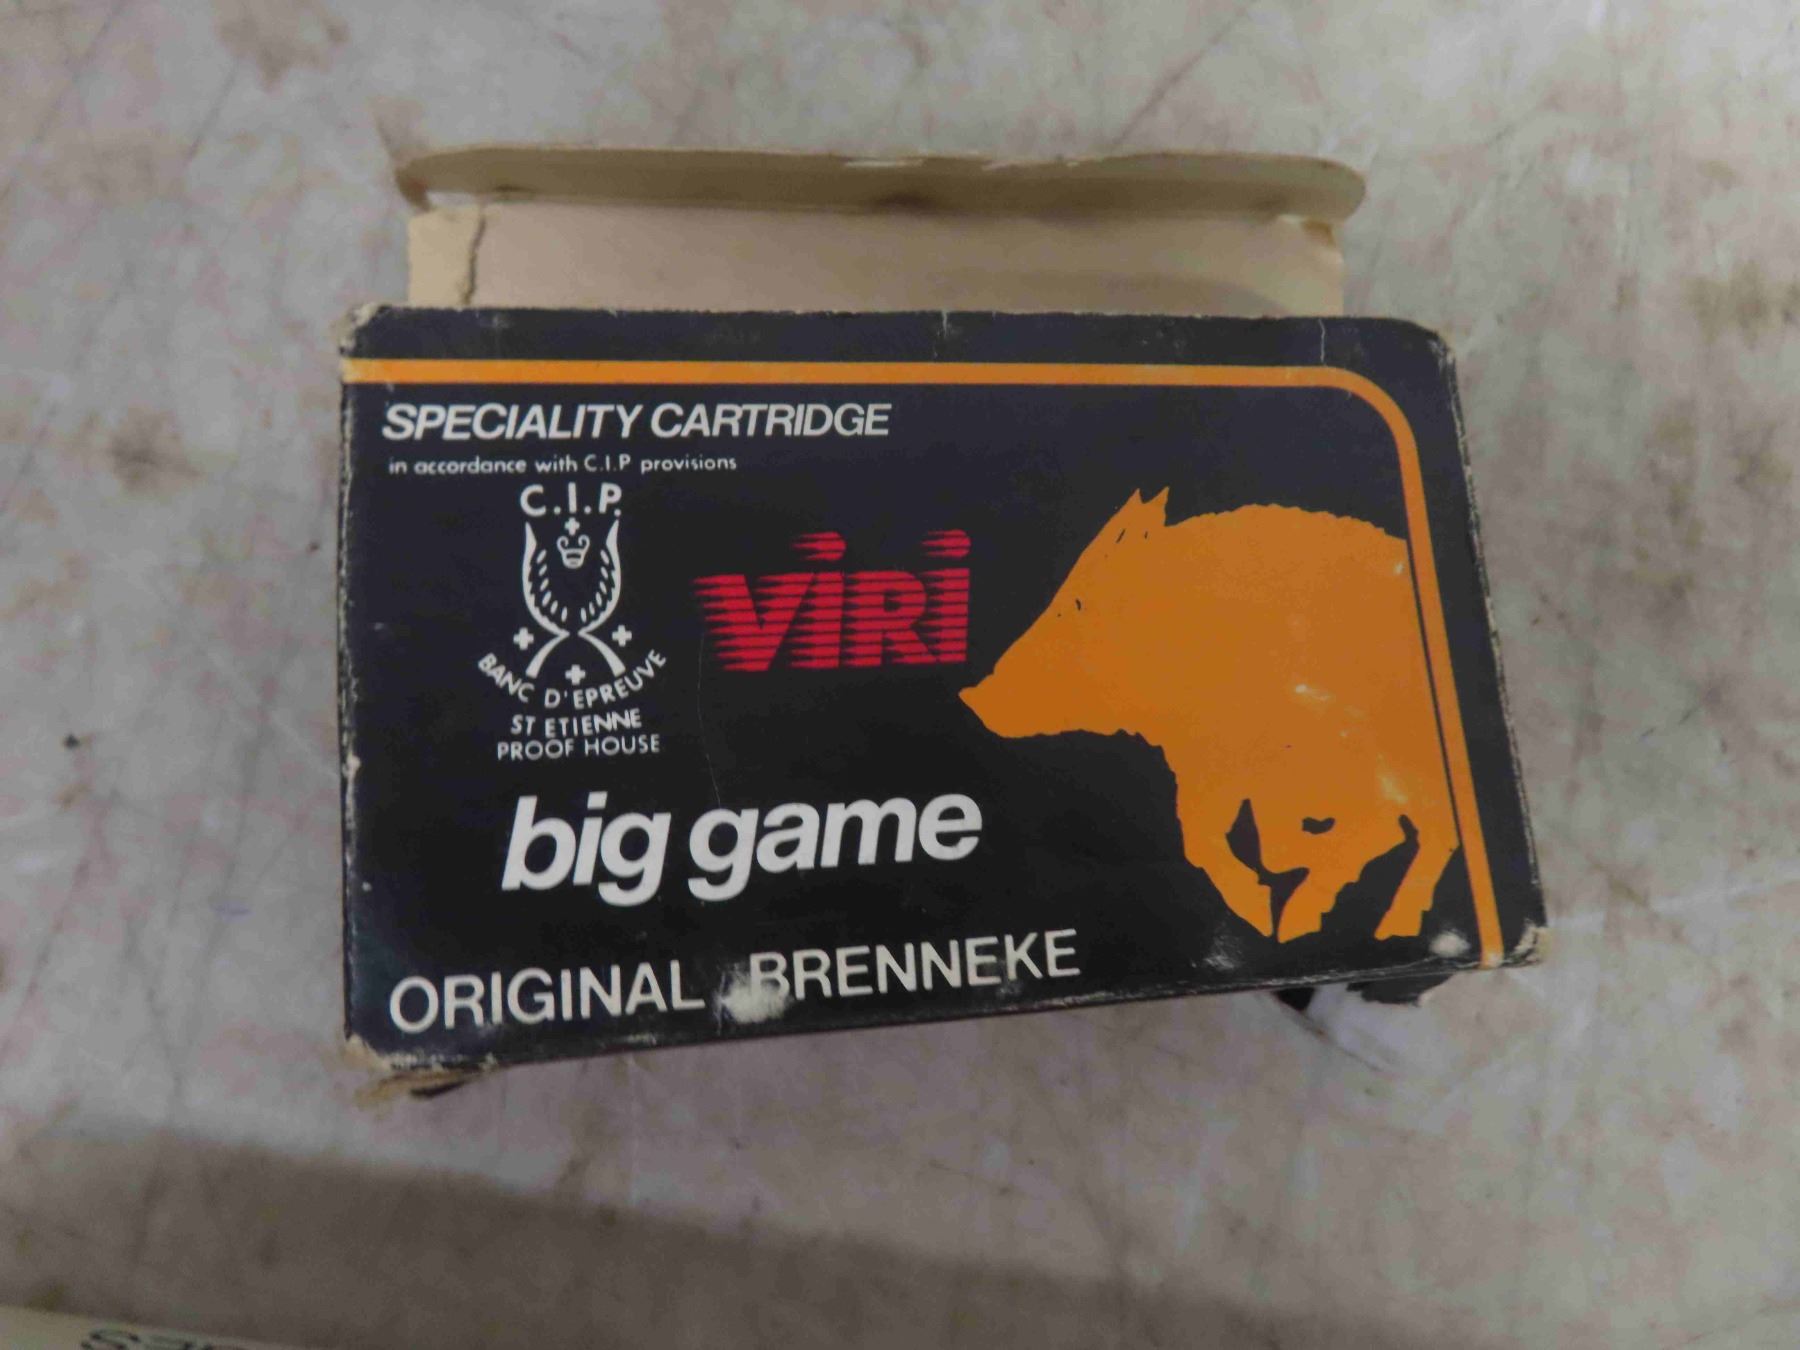 SPECIALITY CARTRIDGE
in accordance with C.I.P provisions
C.I.P.
BANC D'EPREUVE
ST ETIENNE
PROOF HOUSE
ViRi
big game
ORIGINAL BRENNEKE